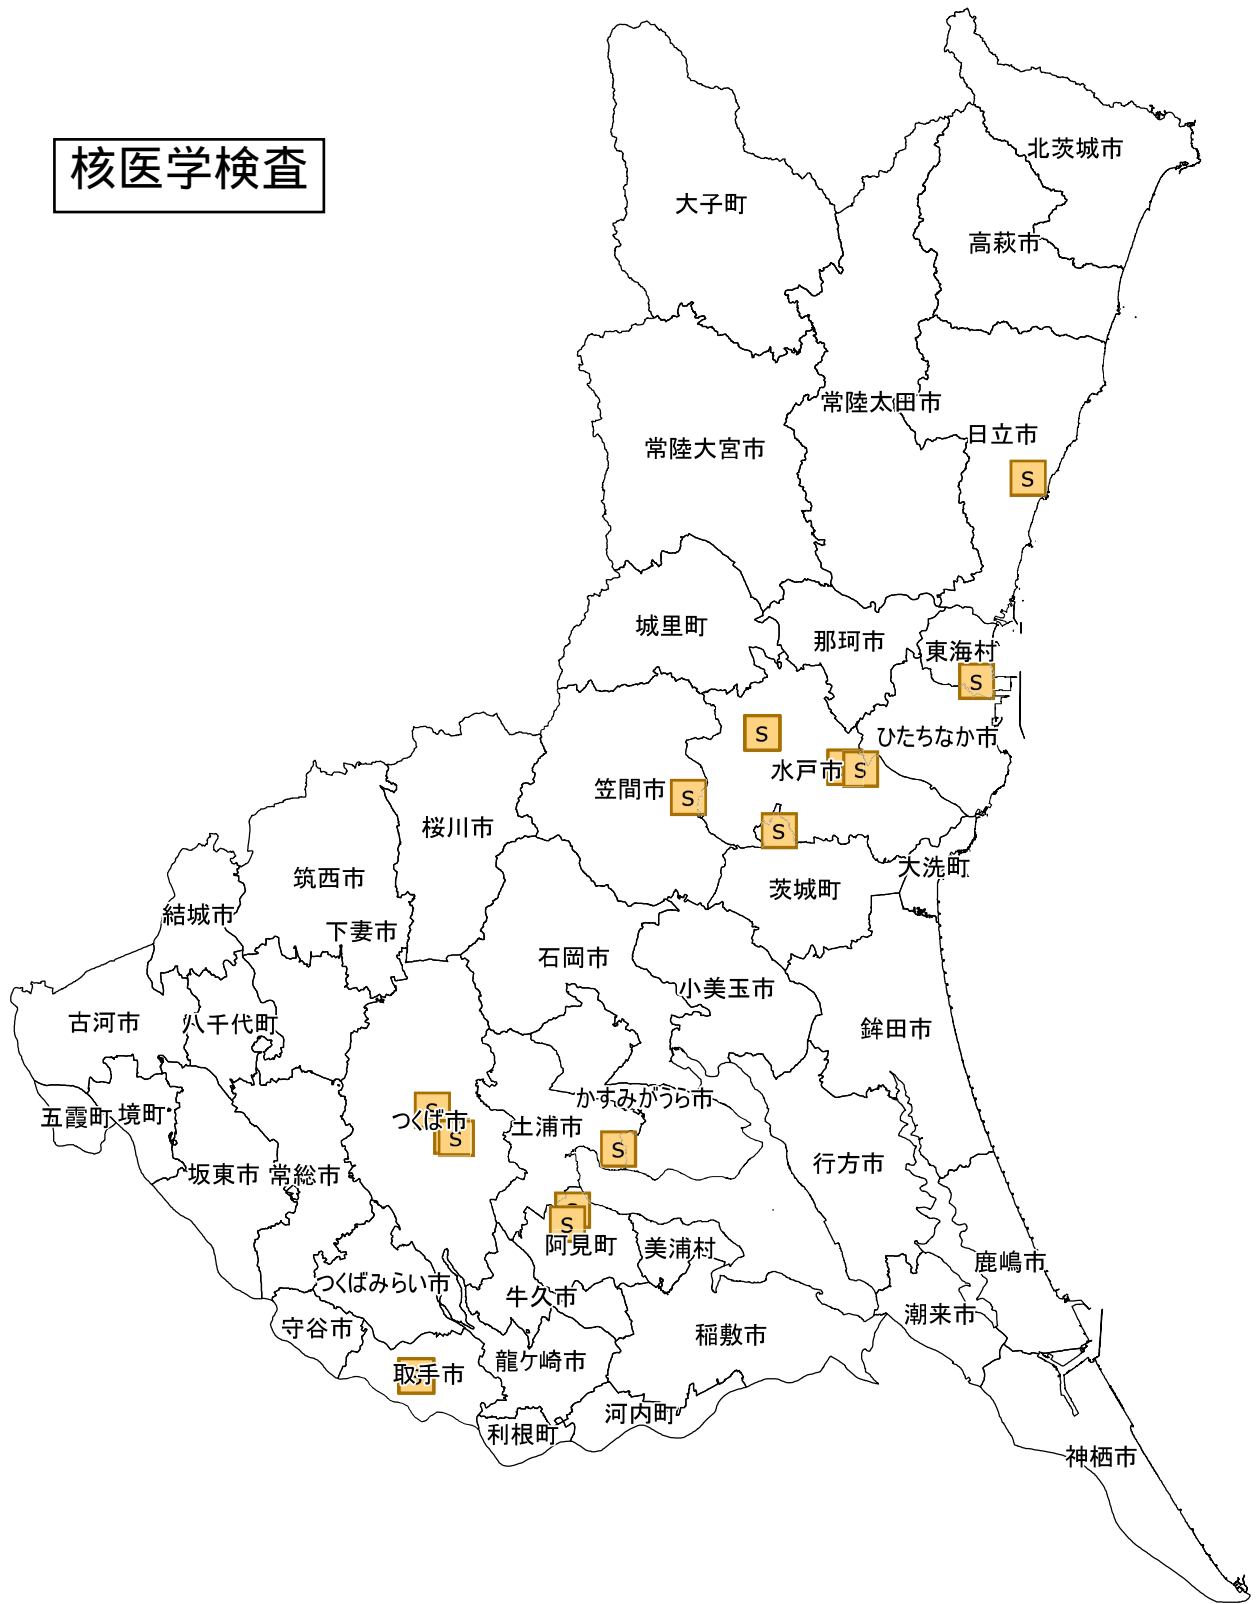 核医学検査
北茨城市
大子町
高萩市
常陸太田市
日立市
常陸大宮市
S
城里町
那珂市
東海村
S
S
ひたちなか市
水戸市
S
笠間市
S
桜川市
S
大洗町
筑西市
茨城町
結城市
下妻市
石岡市
小美玉市
古河市
八千代町
鉾田市
かすみがうら市
S
五霞町
境町
つくば市
土浦市
S
S
行方市
坂東市
常総市
S
阿見町
美浦村
鹿嶋市
つくばみらい市
牛久市
潮来市
守谷市
稲敷市
龍ケ崎市
取手市
河内町
利根町
神栖市